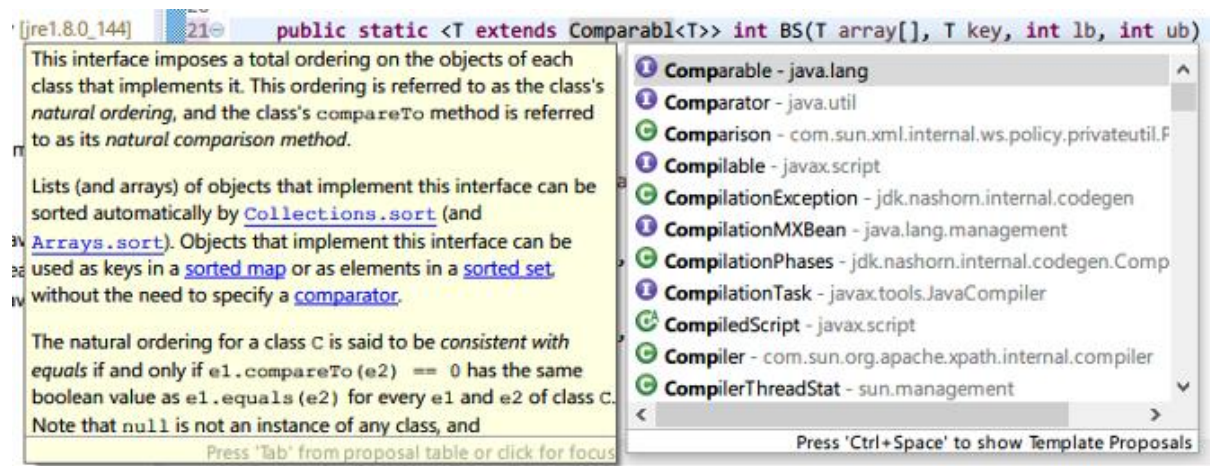 [jre1.8.0_144]
21 public static <T extends Comparabl<T>> int BS(T array[], T key, int lb, int ub)
This interface imposes a total ordering on the objects of each
class that implements it. This ordering is referred to as the class's
natural ordering, and the class's compareTo method is referred
to as its natural comparison method.
Lists (and arrays) of objects that implement this interface can be
sorted automatically by Collections.sort (and
Arrays.sort). Objects that implement this interface can be
used as keys in a sorted map or as elements in a sorted set,
without the need to specify a comparator.
The natural ordering for a class C is said to be consistent with
equals if and only if e1.compareTo(e2) == 0 has the same
boolean value as e1.equals(e2) for every e1 and e2 of class C.
Note that null is not an instance of any class, and
Press 'Tab' from proposal table or click for focus
Comparable - java.lang
Comparator - java.util
Comparison - com.sun.xml.internal.ws.policy.privateutil.P
Compilable - javax.script
CompilationException - jdk.nashorn.internal.codegen
CompilationMXBean - java.lang.management
CompilationPhases - jdk.nashorn.internal.codegen.Comp
CompilationTask - javax.tools.JavaCompiler
CompiledScript - javax.script
Compiler - com.sun.org.apache.xpath.internal.compiler
CompilerThreadStat - sun.management
Press 'Ctrl+Space' to show Template Proposals